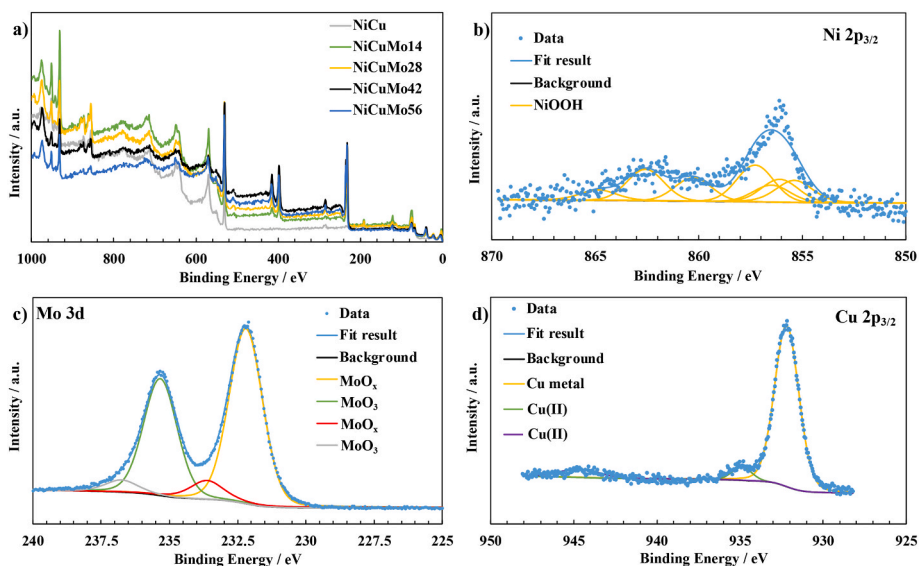 a)
NiCu
NiCuMo14
NiCuMo28
NiCuMo42
NiCuMo56
Intensity / a.u.
1000 800 600 400 200 0
Binding Energy / eV
b)
Ni 2p3/2
Data
Fit result
Background
NiOOH
Intensity / a.u.
870 865 860 855 850
Binding Energy / eV
c) Mo 3d
Data
Fit result
Background
MoOx
MoO3
MoOx
MoO3
Intensity / a.u.
240 237.5 235 232.5 230 227.5 225
Binding Energy / eV
d)
Cu 2p3/2
Data
Fit result
Background
Cu metal
Cu(II)
Cu(II)
Intensity / a.u.
950 945 940 935 930 925
Binding Energy / eV